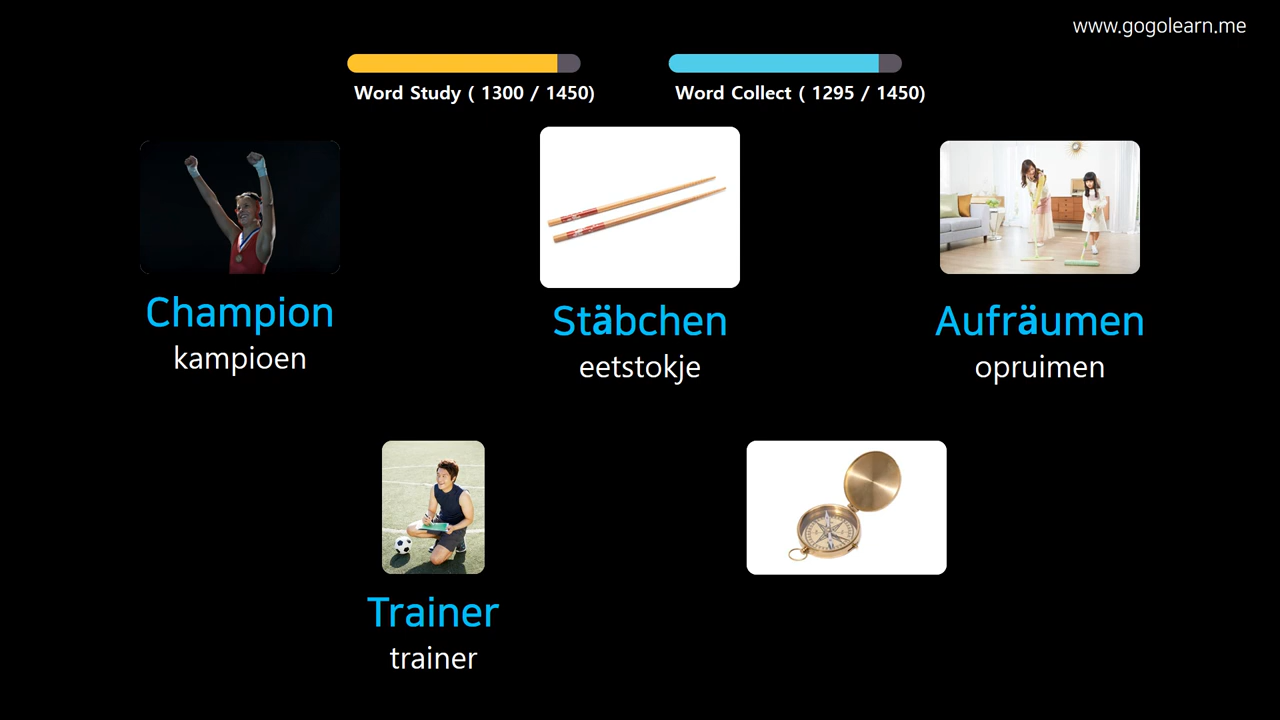 www.gogolearn.me
Word Study ( 1300 / 1450)
Word Collect ( 1295 / 1450)
Champion
kampioen
Stäbchen
eetstokje
Aufräumen
opruimen
Trainer
trainer